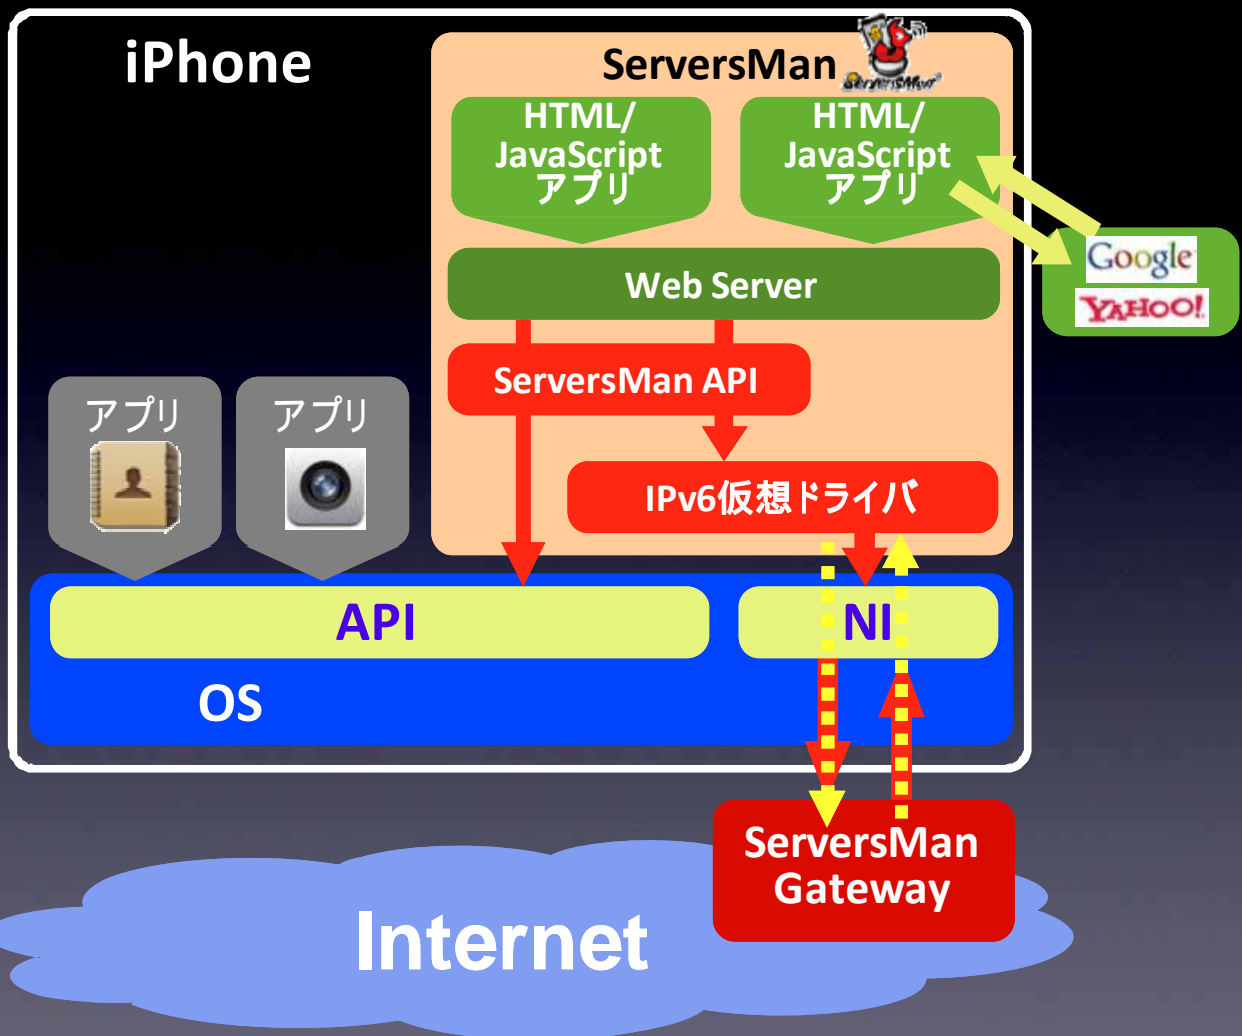 iPhone
ServersMan
ServersMan
HTML/
JavaScript
アプリ
HTML/
JavaScript
アプリ
Google
YAHOO!
Web Server
ServersMan API
アプリ
アプリ
IPv6仮想ドライバ
API
NI
OS
ServersMan
Gateway
Internet